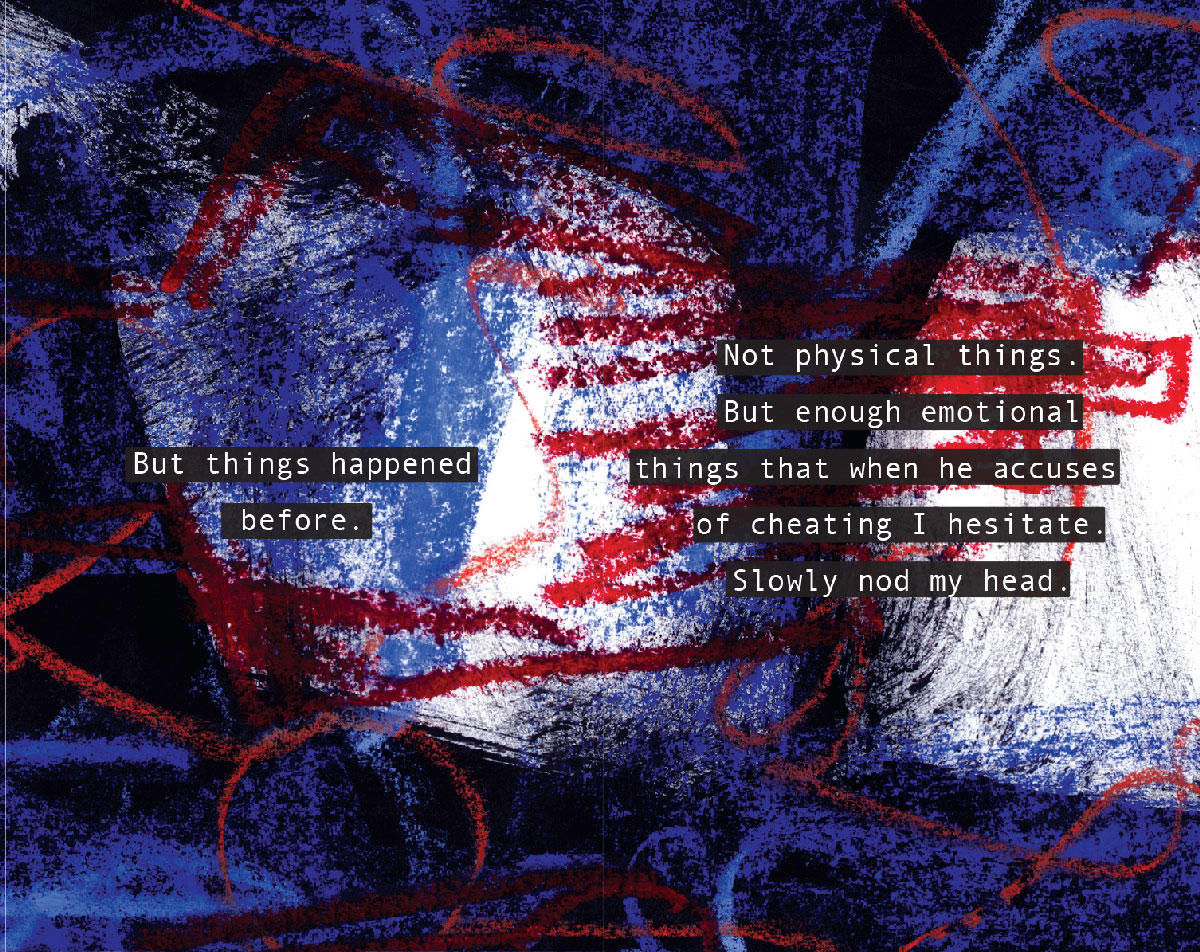 But things happened
before.
Not physical things.
But enough emotional
things that when he accuses
of cheating I hesitate.
Slowly nod my head.